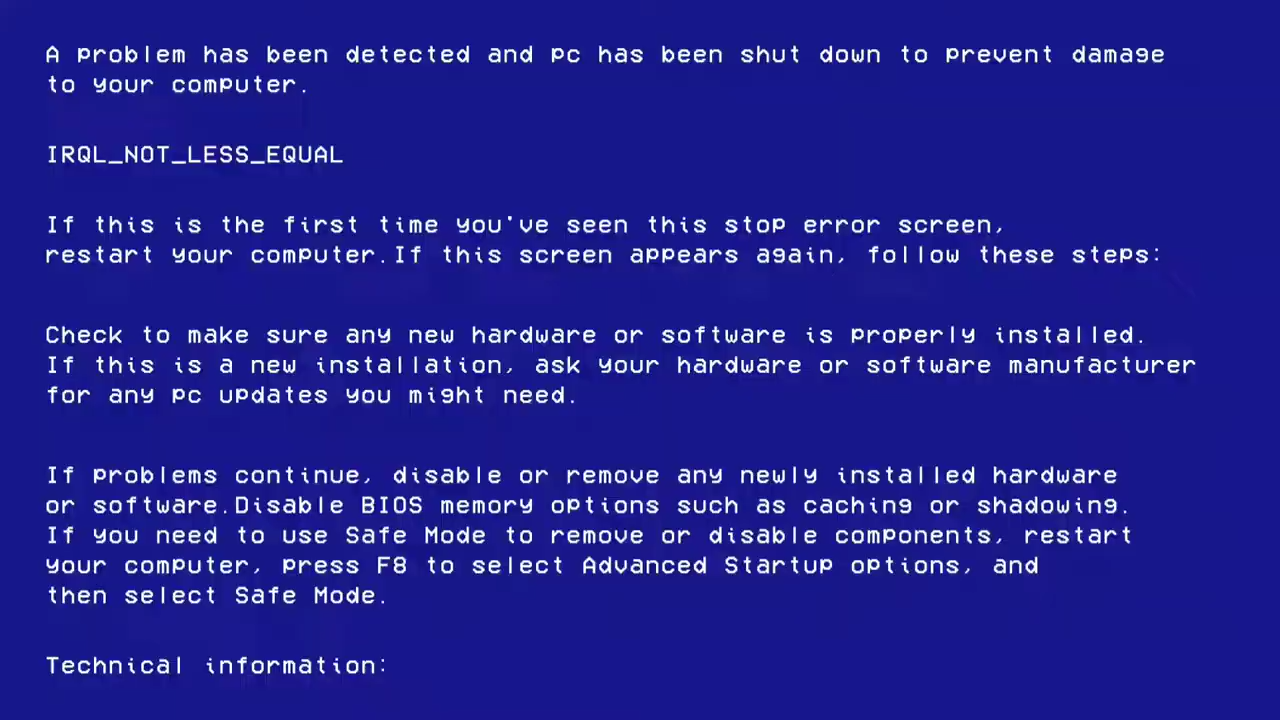 A problem has been detected and pc has been shut down to prevent damage
to your computer.
IRQL_NOT_LESS_EQUAL
If this is the first time you've seen this stop error screen,
restart your computer.If this screen appears again, follow these steps:
Check to make sure any new hardware or software is properly installed.
If this is a new installation, ask your hardware or software manufacturer
for any pc updates you might need.
If problems continue, disable or remove any newly installed hardware
or software.Disable BIOS memory options such as caching or shadowing.
If you need to use Safe Mode to remove or disable components, restart
your computer, press F8 to select Advanced Startup options, and
then select Safe Mode.
Technical information: